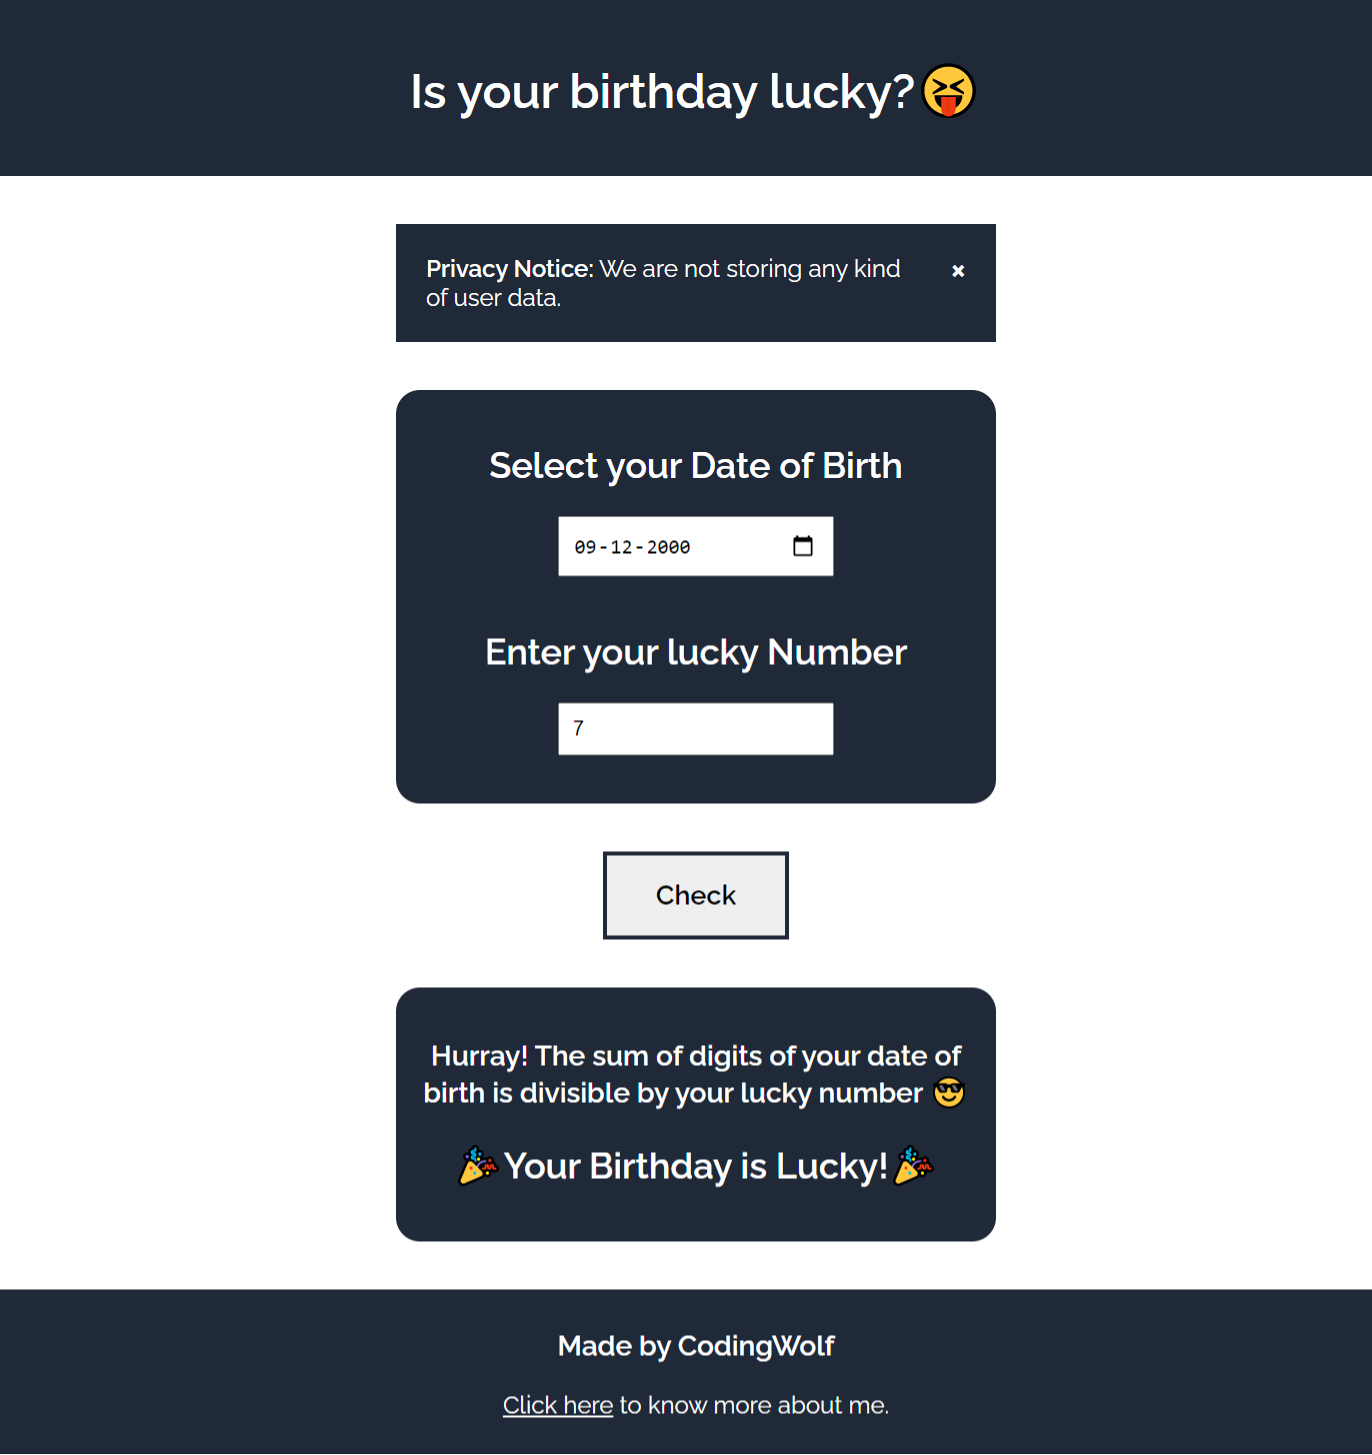 Is your birthday lucky?😝
Privacy Notice: We are not storing any kind
of user data.
×
Select your Date of Birth
09-12-2000
Enter your lucky Number
7
Check
Hurray! The sum of digits of your date of
birth is divisible by your lucky number 😎
🎉Your Birthday is Lucky!🎉
Made by CodingWolf
Click here to know more about me.